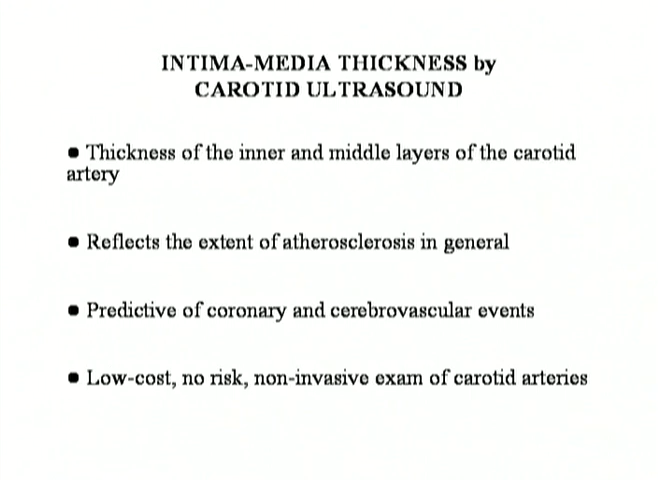 INTIMA-MEDIA THICKNESS by
CAROTID ULTRASOUND
● Thickness of the inner and middle layers of the carotid
artery
● Reflects the extent of atherosclerosis in general
● Predictive of coronary and cerebrovascular events
● Low-cost, no risk, non-invasive exam of carotid arteries